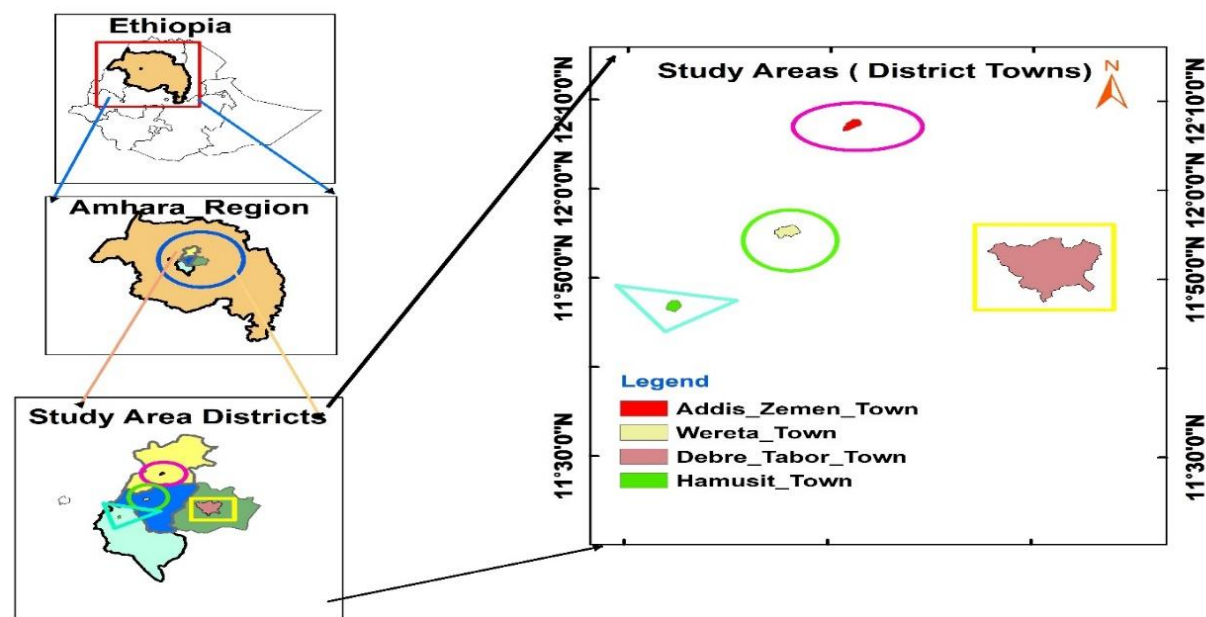 Ethiopia
Amhara_Region
Study Area Districts
Study Areas ( District Towns)
N
12°10'0"N
12°0'0"N
11°50'0"N
11°30'0"N
Legend
Addis_Zemen_Town
Wereta_Town
Debre_Tabor_Town
Hamusit_Town
12°10'0"N
12°0'0"N
11°50'0"N
11°30'0"N